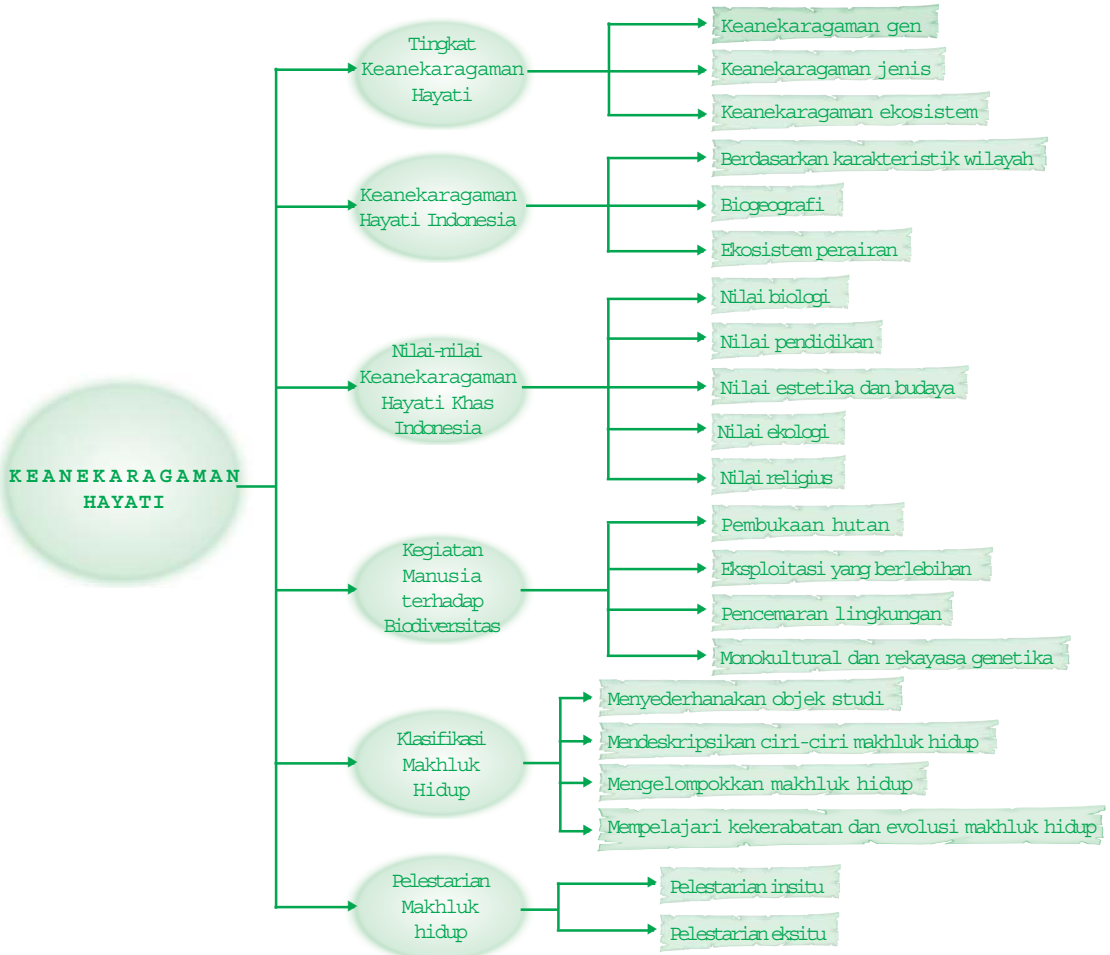 KEANEKARAGAMAN
HAYATI
Tingkat
Keanekaragaman
Hayati
Keanekaragaman gen
Keanekaragaman jenis
Keanekaragaman ekosistem
Keanekaragaman
Hayati Indonesia
Berdasarkan karakteristik wilayah
Biogeografi
Ekosistem perairan
Nilai-nilai
Keanekaragaman
Hayati Khas
Indonesia
Nilai biologi
Nilai pendidikan
Nilai estetika dan budaya
Nilai ekologi
Nilai religius
Kegiatan
Manusia
terhadap
Biodiversitas
Pembukaan hutan
Eksploitasi yang berlebihan
Pencemaran lingkungan
Monokultural dan rekayasa genetika
Klasifikasi
Makhluk
Hidup
Menyederhanakan objek studi
Mendeskripsikan ciri-ciri makhluk hidup
Mengelompokkan makhluk hidup
Mempelajari kekerabatan dan evolusi makhluk hidup
Pelestarian
Makhluk
hidup
Pelestarian insitu
Pelestarian eksitu